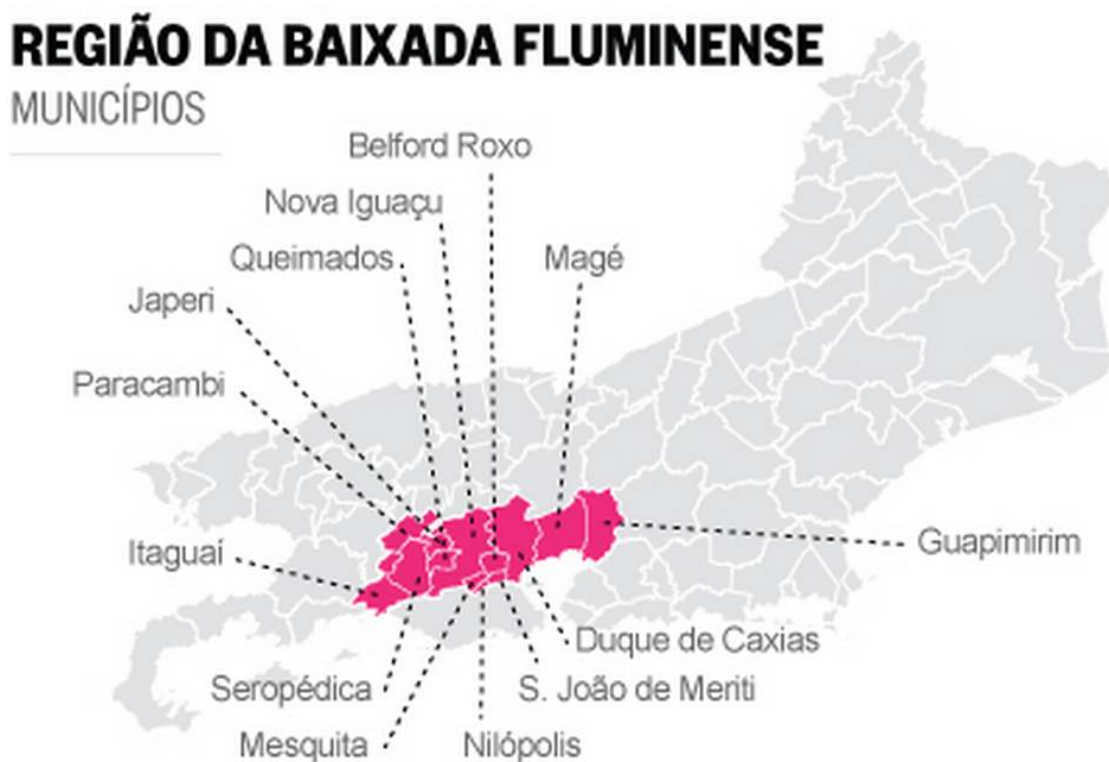 REGIÃO DA BAIXADA FLUMINENSE
MUNICÍPIOS
Belford Roxo
Nova Iguaçu
Queimados
Magé
Japeri
Paracambi
Itaguaí
Guapimirim
Duque de Caxias
Seropédica
S. João de Meriti
Mesquita
Nilópolis